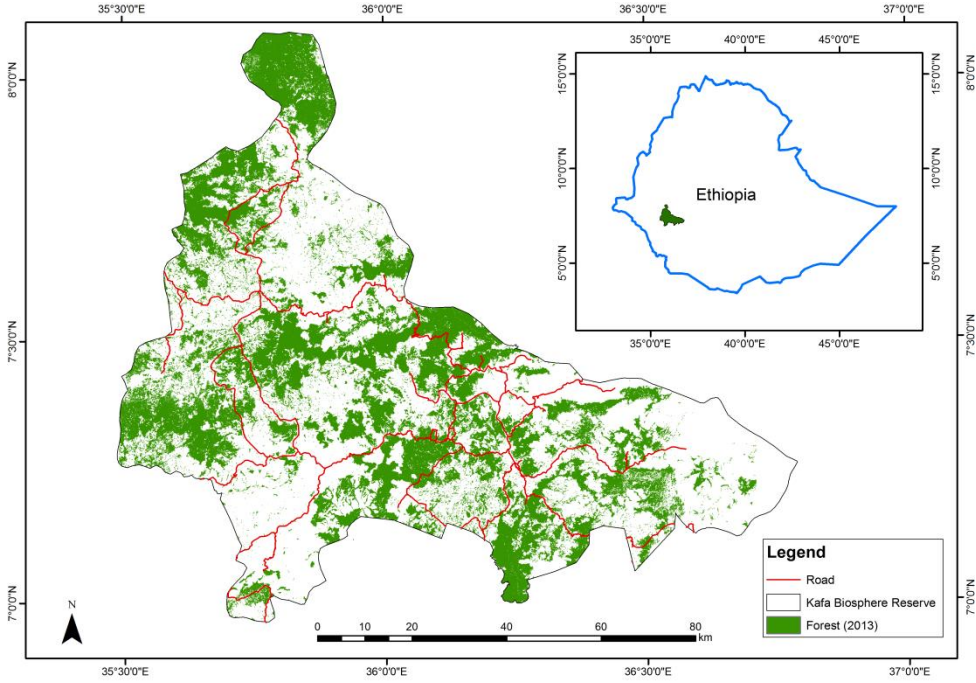 35°30'0"E 36°0'0"E 36°30'0"E 37°0'0"E
35°0'0"E 40°0'0"E 45°0'0"E
8°0'0"N
15°0'0"N
15°0'0"N
8°0'0"N
10°0'0"N
10°0'0"N
Ethiopia
5°0'0"N
5°0'0"N
35°0'0"E 40°0'0"E 45°0'0"E
7°30'0"N
7°30'0"N
Legend
Road
Kafa Biosphere Reserve
Forest (2013)
7°0'0"N
7°0'0"N
N
0 10 20 40 60 80
km
35°30'0"E 36°0'0"E 36°30'0"E 37°0'0"E